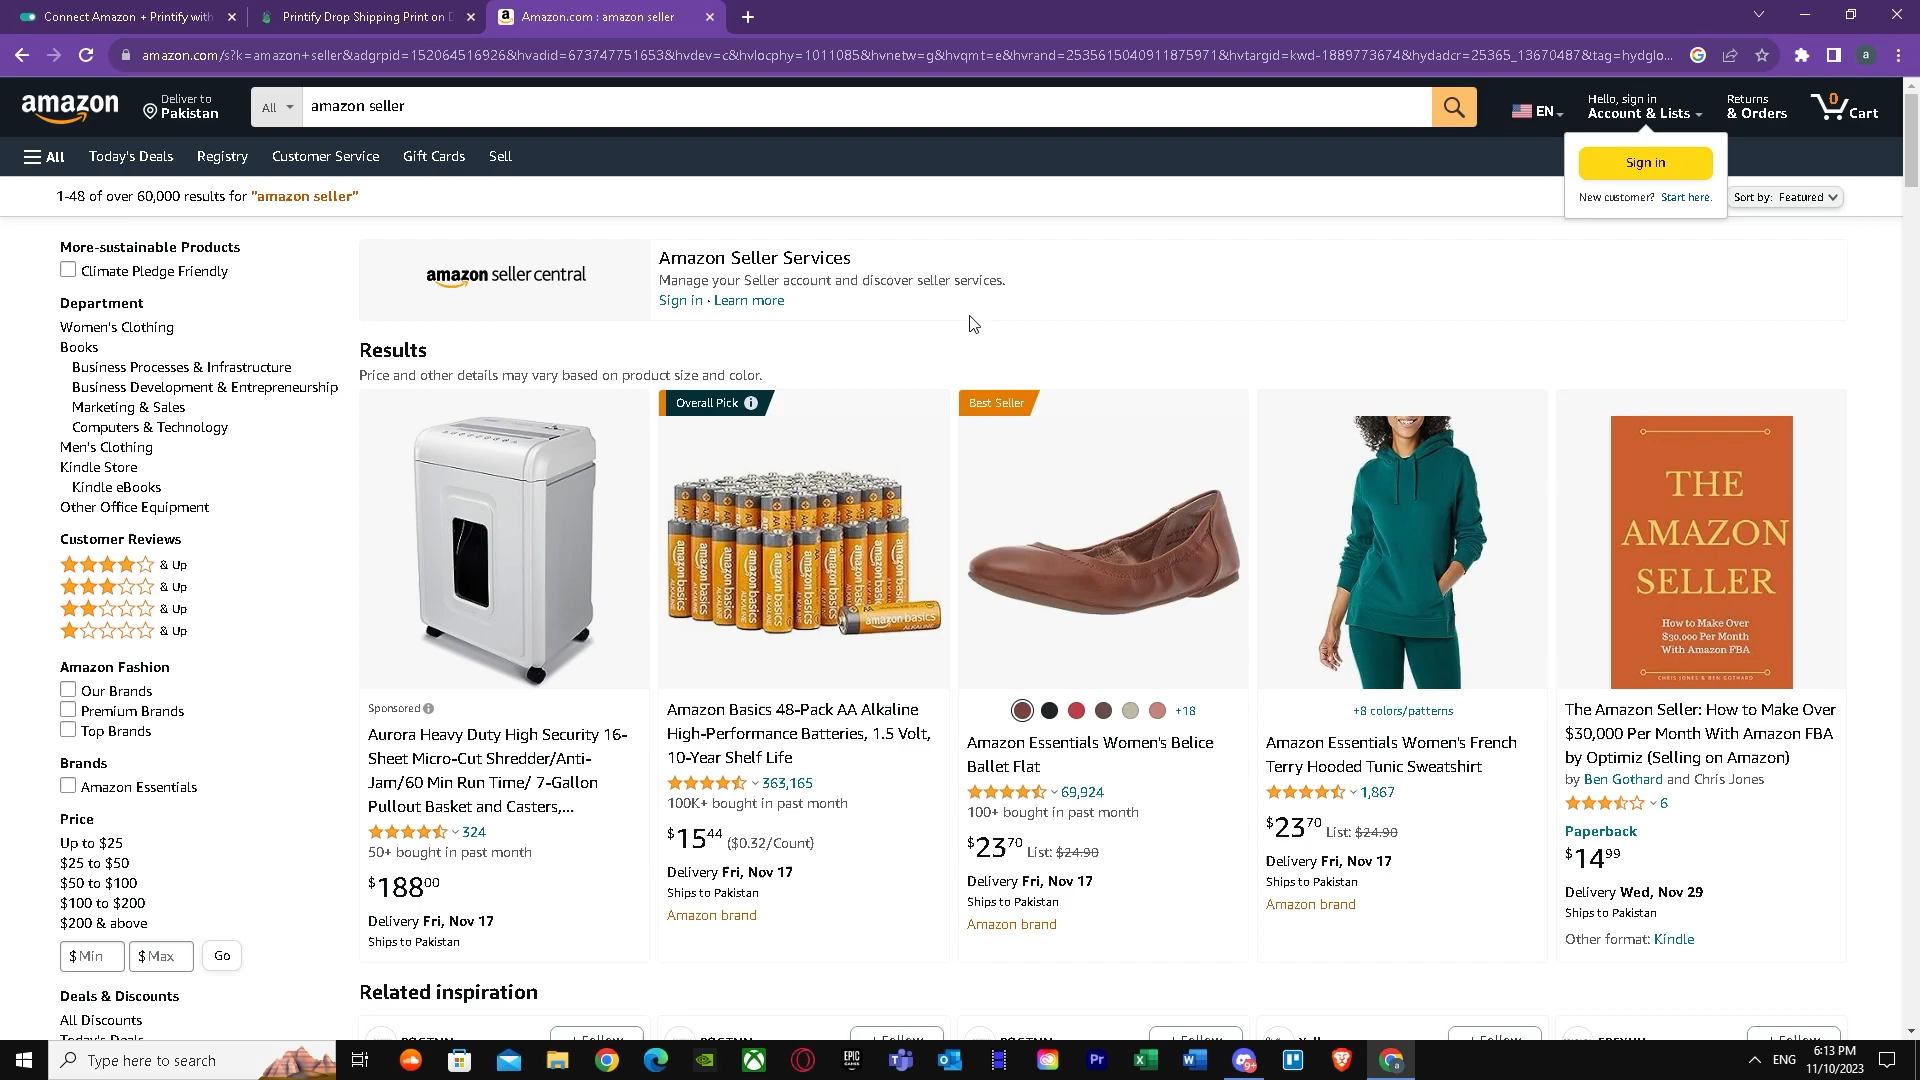 Connect Amazon + Printify with
Printify Drop Shipping Print on D
Amazon.com : amazon seller
amazon.com/s?k=amazon+seller&adgrpid=152064516926&hvadid=673747751653&hvdev=c&hvlocphy=1011085&hvnetw=g&hvqmt=e&hvrand=2535615040911875971&hvtargid=kwd-1889773674&hydadcr=25365_13670487&tag=hydglo...
amazon
Deliver to
Pakistan
All
amazon seller
EN
Hello, sign in
Account & Lists
Returns
& Orders
0
Cart
All
Today's Deals
Registry
Customer Service
Gift Cards
Sell
Sign in
New customer? Start here.
1-48 of over 60,000 results for "amazon seller"
Sort by: Featured
More-sustainable Products
Climate Pledge Friendly
Department
Women's Clothing
Books
Business Processes & Infrastructure
Business Development & Entrepreneurship
Marketing & Sales
Computers & Technology
Men's Clothing
Kindle Store
Kindle eBooks
Other Office Equipment
Customer Reviews
& Up
& Up
& Up
& Up
Amazon Fashion
Our Brands
Premium Brands
Top Brands
Brands
Amazon Essentials
Price
Up to $25
$25 to $50
$50 to $100
$100 to $200
$200 & above
$ Min
$ Max
Go
Deals & Discounts
All Discounts
Today's Deals
amazon seller central
Amazon Seller Services
Manage your Seller account and discover seller services.
Sign in · Learn more
Results
Price and other details may vary based on product size and color.
Sponsored
Aurora Heavy Duty High Security 16-
Sheet Micro-Cut Shredder/Anti-
Jam/60 Min Run Time/ 7-Gallon
Pullout Basket and Casters,...
324
50+ bought in past month
$188 00
Delivery Fri, Nov 17
Ships to Pakistan
Overall Pick
amazon basics
Amazon Basics 48-Pack AA Alkaline
High-Performance Batteries, 1.5 Volt,
10-Year Shelf Life
363,165
100K+ bought in past month
$15 44 ($0.32/Count)
Delivery Fri, Nov 17
Ships to Pakistan
Amazon brand
Best Seller
+18
Amazon Essentials Women's Belice
Ballet Flat
69,924
100+ bought in past month
$23 70 List: $24.90
Delivery Fri, Nov 17
Ships to Pakistan
Amazon brand
+8 colors/patterns
Amazon Essentials Women's French
Terry Hooded Tunic Sweatshirt
1,867
$23 70 List: $24.90
Delivery Fri, Nov 17
Ships to Pakistan
Amazon brand
THE
AMAZON
SELLER
How to Make Over
$30,000 Per Month
With Amazon FBA
CHRIS JONES & BEN GOTHARD
The Amazon Seller: How to Make Over
$30,000 Per Month With Amazon FBA
by Optimiz (Selling on Amazon)
by Ben Gothard and Chris Jones
6
Paperback
$14 99
Delivery Wed, Nov 29
Ships to Pakistan
Other format: Kindle
Related inspiration
Type here to search
ENG
6:13 PM
11/10/2023